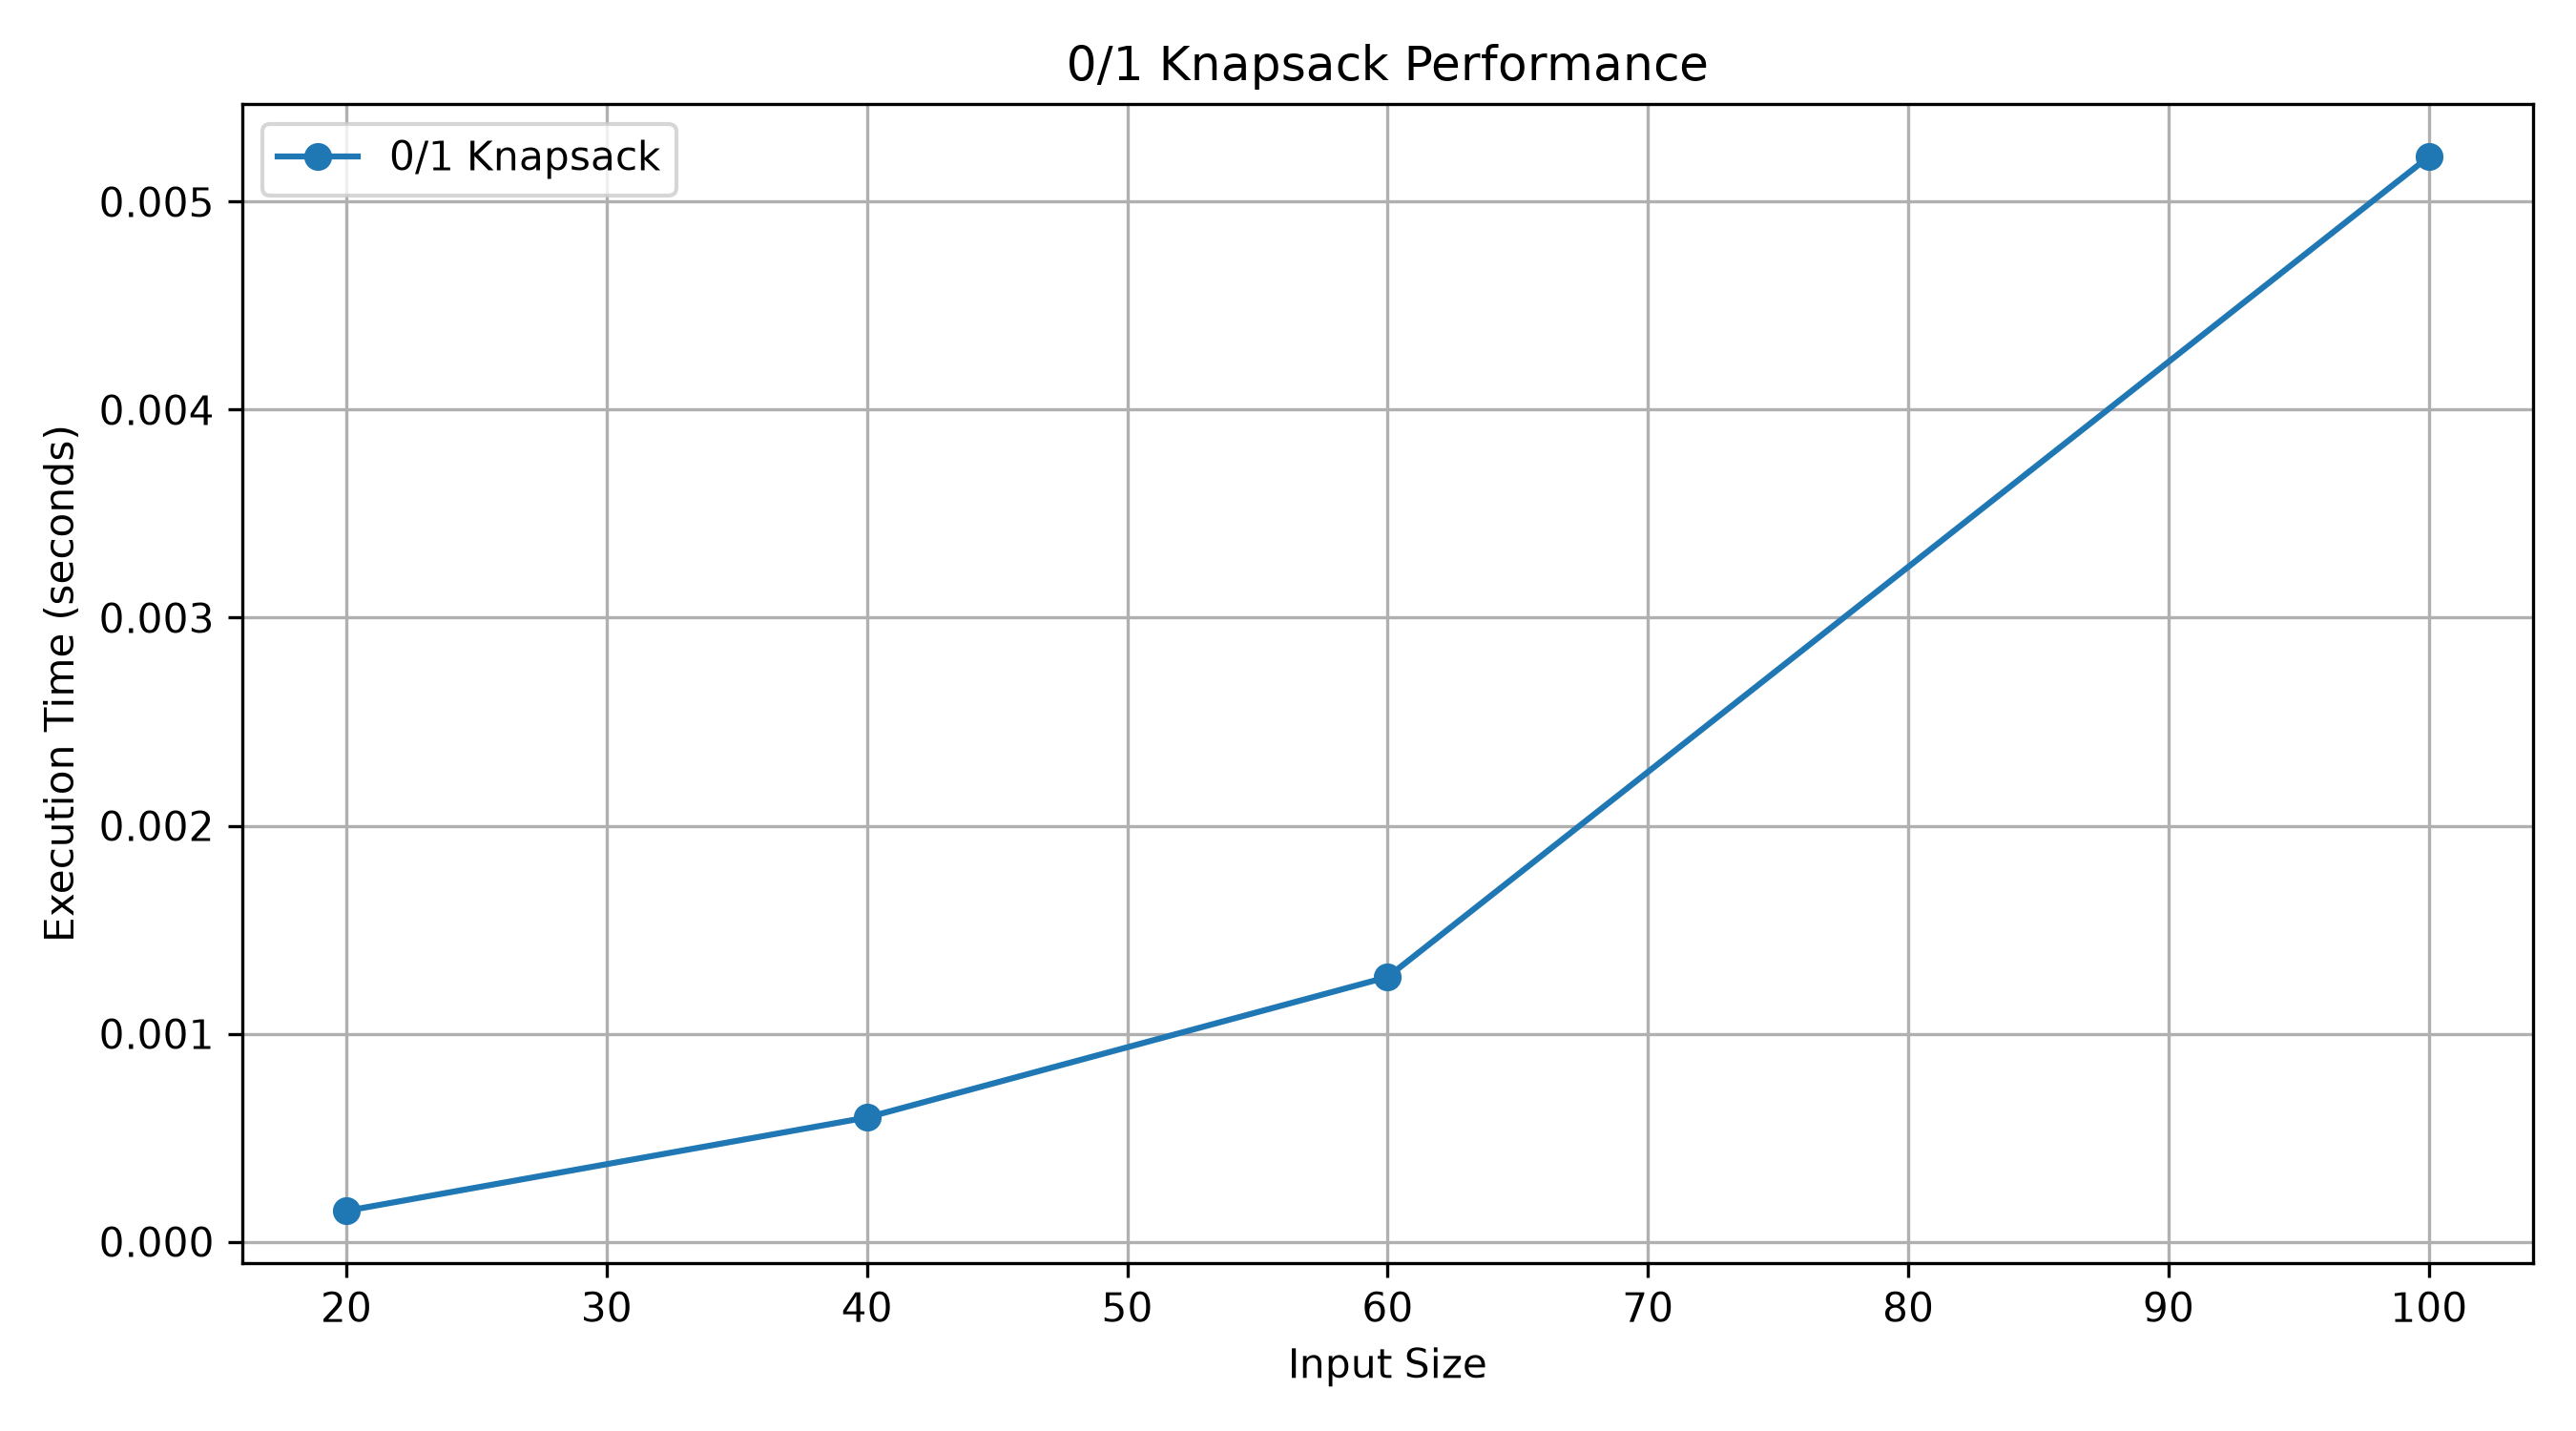 0/1 Knapsack Performance
0/1 Knapsack
0.005
0.004
0.003
0.002
0.001
0.000
Execution Time (seconds)
20 30 40 50 60 70 80 90 100
Input Size